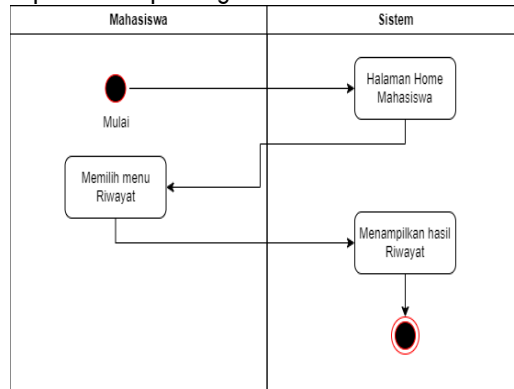 Mahasiswa
Sistem
Halaman Home
Mahasiswa
Mulai
Memilih menu
Riwayat
Menampilkan hasil
Riwayat